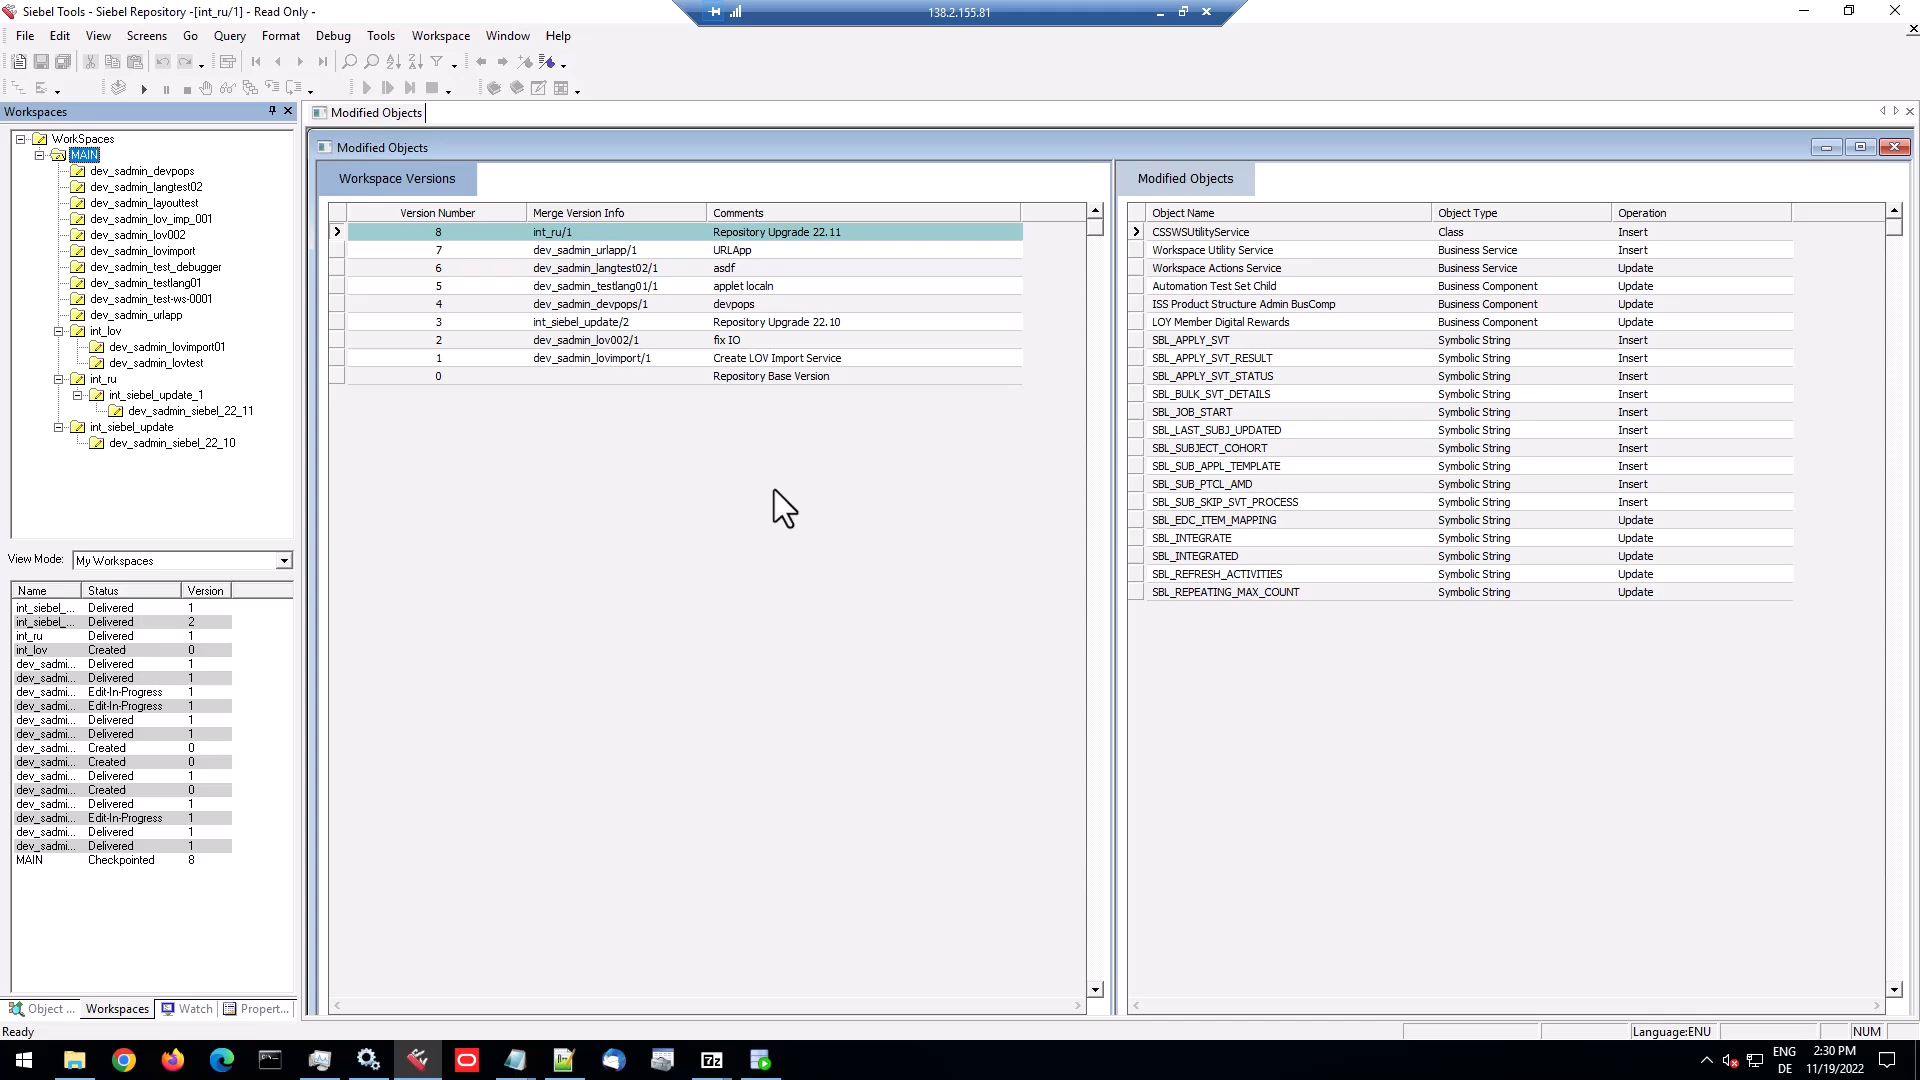 Siebel Tools - Siebel Repository -[int_ru/1] - Read Only -
138.2.155.81
File Edit View Screens Go Query Format Debug Tools Workspace Window Help
Workspaces
WorkSpaces
MAIN
dev_sadmin_devpops
dev_sadmin_langtest02
dev_sadmin_layouttest
dev_sadmin_lov_imp_001
dev_sadmin_lov002
dev_sadmin_lovimport
dev_sadmin_test_debugger
dev_sadmin_testlang01
dev_sadmin_test-ws-0001
dev_sadmin_urlapp
int_lov
dev_sadmin_lovimport01
dev_sadmin_lovtest
int_ru
int_siebel_update_1
dev_sadmin_siebel_22_11
int_siebel_update
dev_sadmin_siebel_22_10
View Mode: My Workspaces
Name Status Version
int_siebel_... Delivered 1
int_siebel_... Delivered 2
int_ru Delivered 1
int_lov Created 0
dev_sadmi... Delivered 1
dev_sadmi... Delivered 1
dev_sadmi... Edit-In-Progress 1
dev_sadmi... Edit-In-Progress 1
dev_sadmi... Delivered 1
dev_sadmi... Delivered 1
dev_sadmi... Created 0
dev_sadmi... Created 0
dev_sadmi... Delivered 1
dev_sadmi... Created 0
dev_sadmi... Delivered 1
dev_sadmi... Edit-In-Progress 1
dev_sadmi... Delivered 1
dev_sadmi... Delivered 1
MAIN Checkpointed 8
Object ... Workspaces Watch Propert...
Modified Objects
Modified Objects
Workspace Versions
Version Number Merge Version Info Comments
8 int_ru/1 Repository Upgrade 22.11
7 dev_sadmin_urlapp/1 URLApp
6 dev_sadmin_langtest02/1 asdf
5 dev_sadmin_testlang01/1 applet localn
4 dev_sadmin_devpops/1 devpops
3 int_siebel_update/2 Repository Upgrade 22.10
2 dev_sadmin_lov002/1 fix IO
1 dev_sadmin_lovimport/1 Create LOV Import Service
0 Repository Base Version
Modified Objects
Object Name Object Type Operation
CSSWSUtilityService Class Insert
Workspace Utility Service Business Service Insert
Workspace Actions Service Business Service Update
Automation Test Set Child Business Component Update
ISS Product Structure Admin BusComp Business Component Update
LOY Member Digital Rewards Business Component Update
SBL_APPLY_SVT Symbolic String Insert
SBL_APPLY_SVT_RESULT Symbolic String Insert
SBL_APPLY_SVT_STATUS Symbolic String Insert
SBL_BULK_SVT_DETAILS Symbolic String Insert
SBL_JOB_START Symbolic String Insert
SBL_LAST_SUBJ_UPDATED Symbolic String Insert
SBL_SUBJECT_COHORT Symbolic String Insert
SBL_SUB_APPL_TEMPLATE Symbolic String Insert
SBL_SUB_PTCL_AMD Symbolic String Insert
SBL_SUB_SKIP_SVT_PROCESS Symbolic String Insert
SBL_EDC_ITEM_MAPPING Symbolic String Update
SBL_INTEGRATE Symbolic String Update
SBL_INTEGRATED Symbolic String Update
SBL_REFRESH_ACTIVITIES Symbolic String Update
SBL_REPEATING_MAX_COUNT Symbolic String Update
Ready
Language:ENU NUM
7z
ENG 2:30 PM
DE 11/19/2022